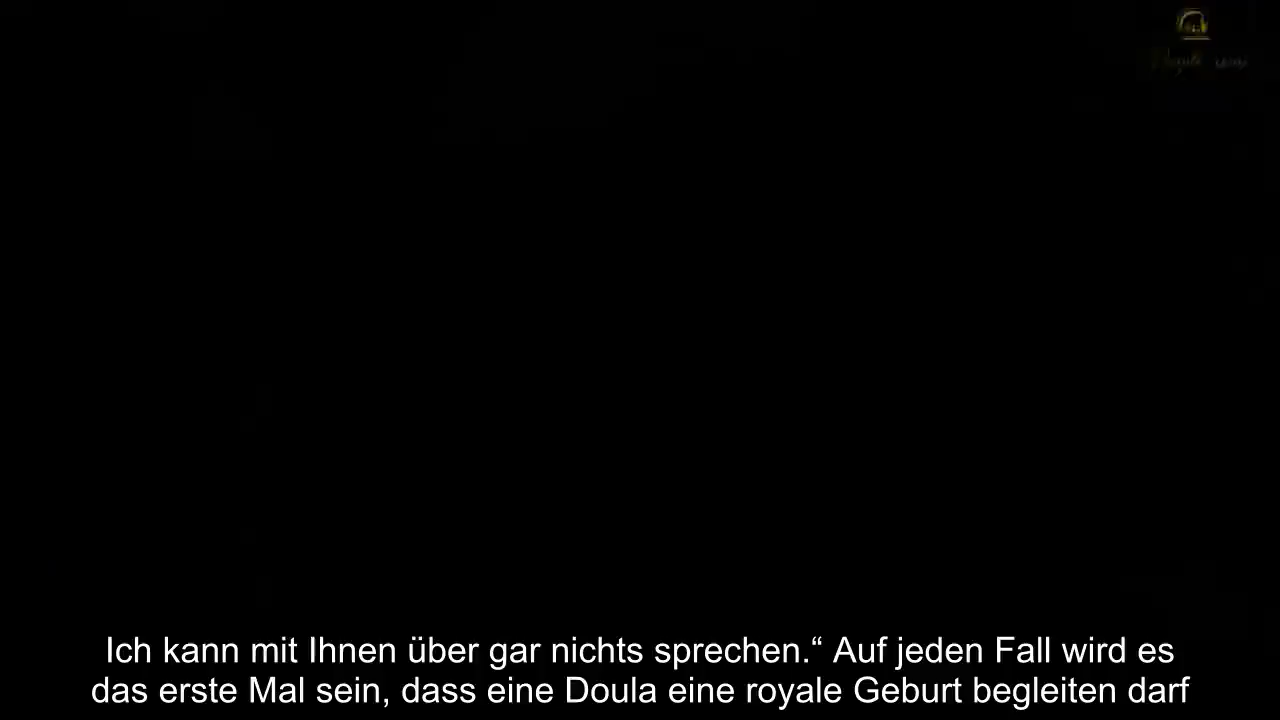 Ich kann mit Ihnen über gar nichts sprechen.“ Auf jeden Fall wird es
das erste Mal sein, dass eine Doula eine royale Geburt begleiten darf